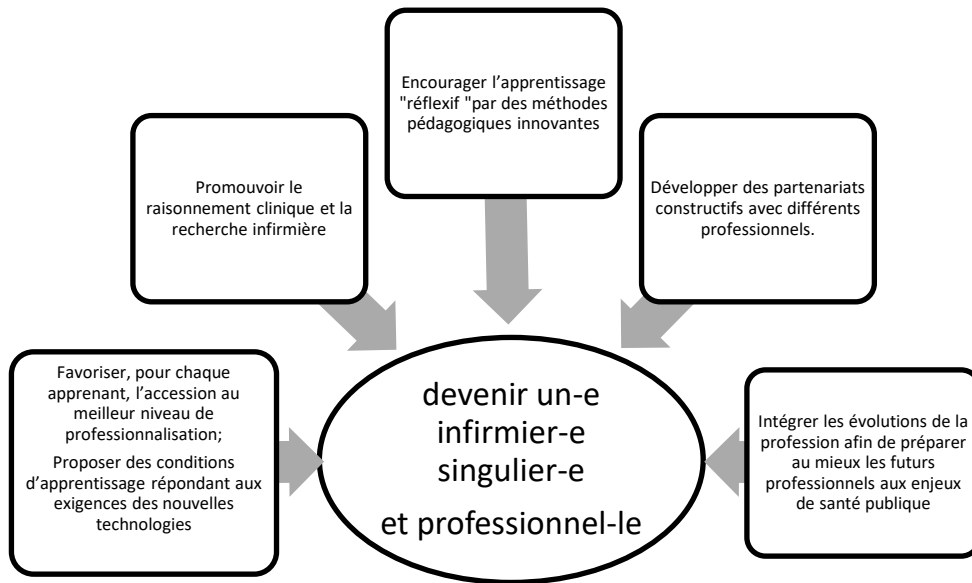 Encourager l’apprentissage
"réflexif "par des méthodes
pédagogiques innovantes
Promouvoir le
raisonnement clinique et la
recherche infirmière
Développer des partenariats
constructifs avec différents
professionnels.
Favoriser, pour chaque
apprenant, l’accession au
meilleur niveau de
professionnalisation;
Proposer des conditions
d’apprentissage répondant aux
exigences des nouvelles
technologies
devenir un-e
infirmier-e
singulier-e
et professionnel-le
Intégrer les évolutions de la
profession afin de préparer
au mieux les futurs
professionnels aux enjeux
de santé publique